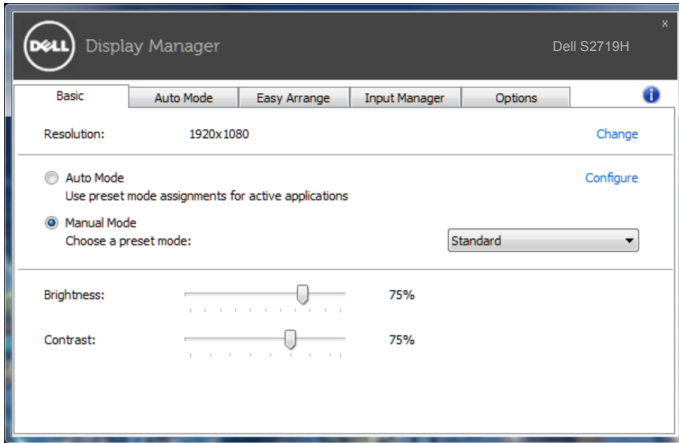 x
DELL Display Manager Dell S2719H
Basic Auto Mode Easy Arrange Input Manager Options i
Resolution: 1920x1080 Change
Auto Mode Configure
Use preset mode assignments for active applications
Manual Mode
Choose a preset mode: Standard
Brightness: 75%
Contrast: 75%